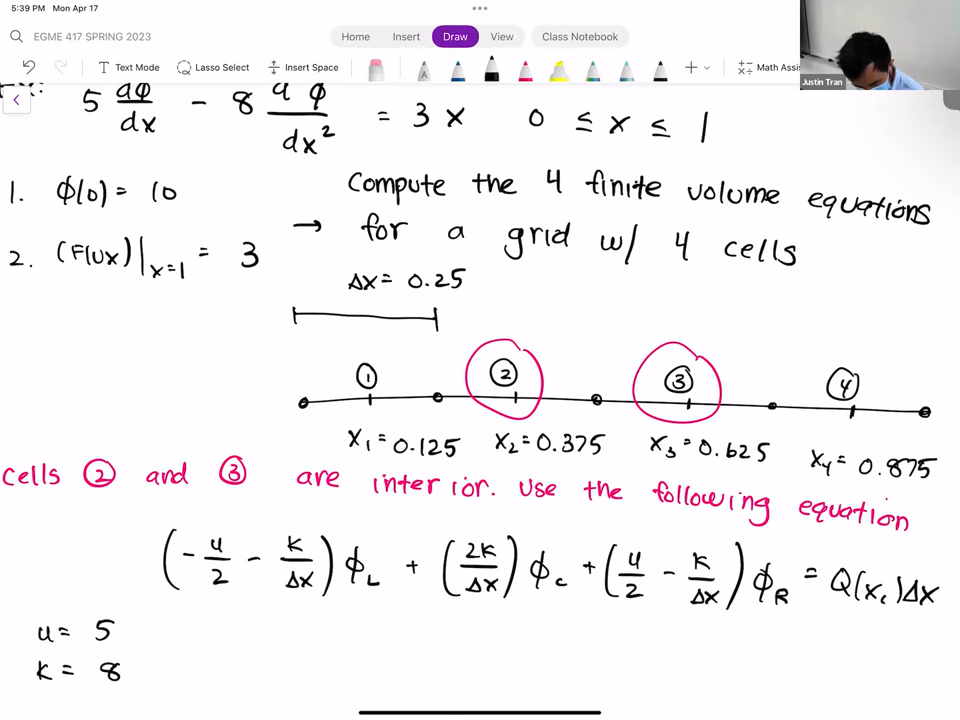 5:39 PM Mon Apr 17
EGME 417 SPRING 2023
Home Insert Draw View Class Notebook
Text Mode Lasso Select Insert Space Math Assis
Justin Tran
5 dφ/dx - 8 d²φ/dx² = 3x 0 ≤ x ≤ 1
1. φ(0) = 10
Compute the 4 finite volume equations
→ for a grid w/ 4 cells
2. (Flux)|x=1 = 3
Δx = 0.25
① ② ③ ④
x₁=0.125 x₂=0.375 x₃=0.625 x₄=0.875
cells ② and ③ are interior. Use the following equation
(-u/2 - k/Δx) φL + (2k/Δx) φc + (u/2 - k/Δx) φR = Q(xc)Δx
u = 5
k = 8